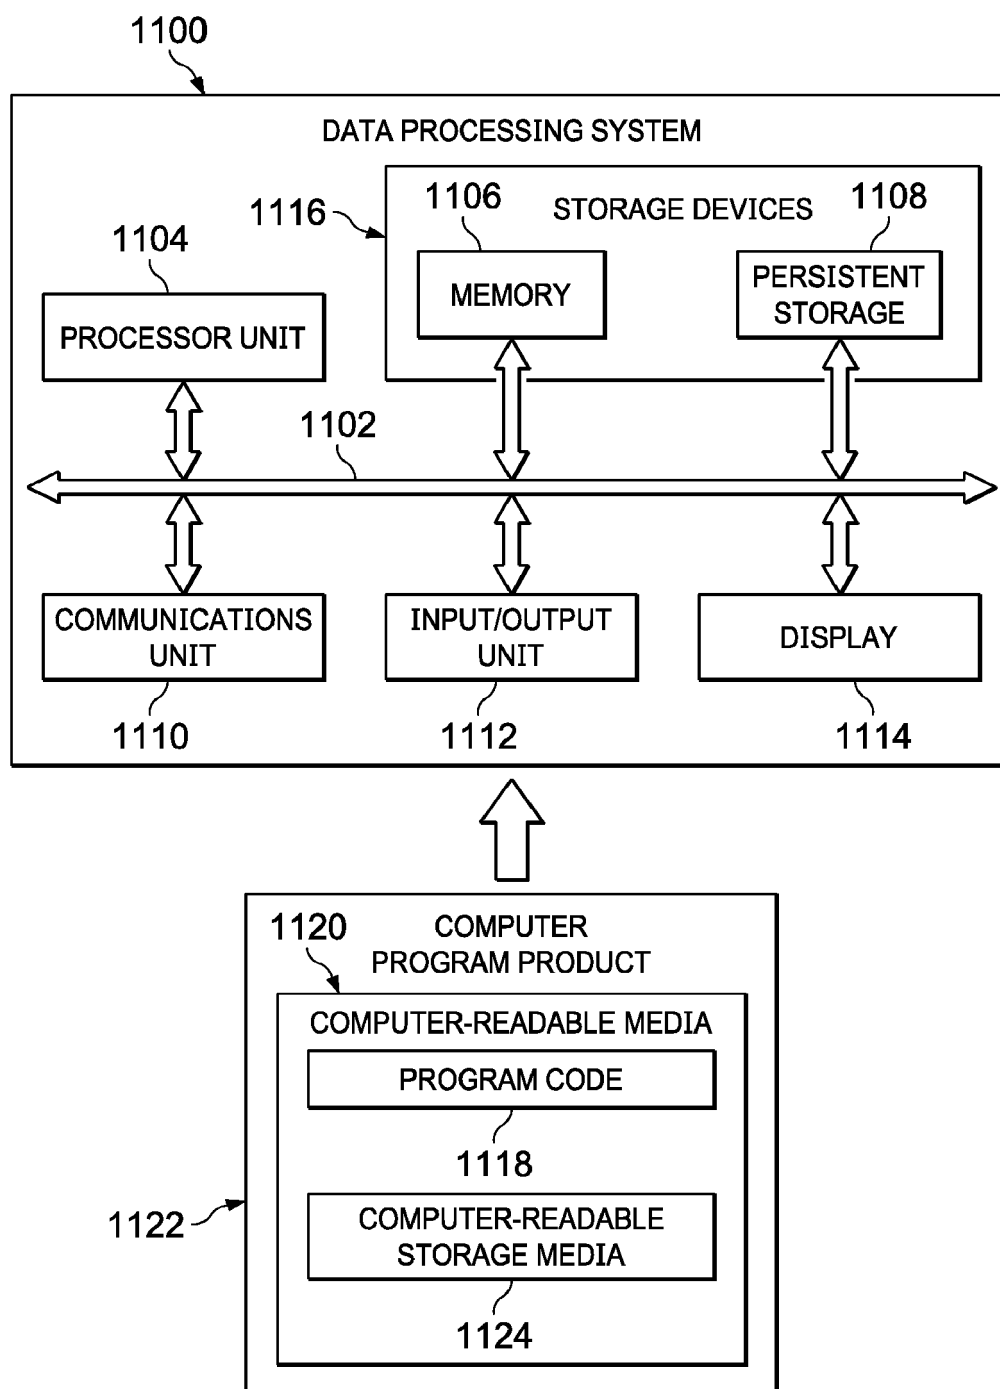 1100
DATA PROCESSING SYSTEM
1116
1106
STORAGE DEVICES
1108
1104
MEMORY
PERSISTENT
STORAGE
PROCESSOR UNIT
1102
COMMUNICATIONS
UNIT
INPUT/OUTPUT
UNIT
DISPLAY
1110
1112
1114
1120
COMPUTER
PROGRAM PRODUCT
COMPUTER-READABLE MEDIA
PROGRAM CODE
1118
1122
COMPUTER-READABLE
STORAGE MEDIA
1124